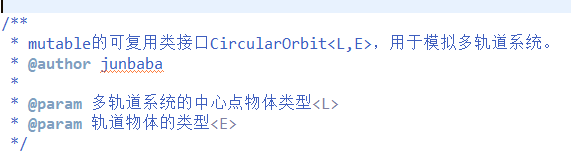 /**
 * mutable的可复用类接口CircularOrbit<L,E>，用于模拟多轨道系统。
 * @author junbaba
 *
 * @param 多轨道系统的中心点物体类型<L>
 * @param 轨道物体的类型<E>
 */